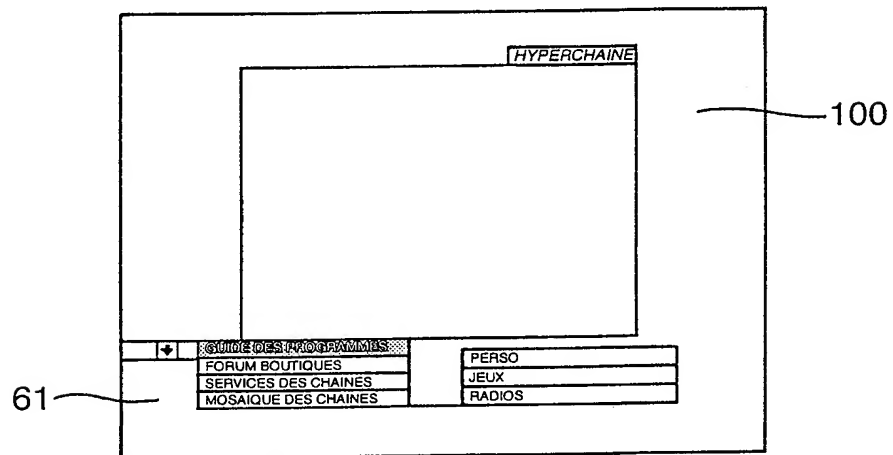 HYPERCHAINE
100
GUIDE DES PROGRAMMES
FORUM BOUTIQUES
SERVICES DES CHAINES
MOSAIQUE DES CHAINES
PERSO
JEUX
RADIOS
61